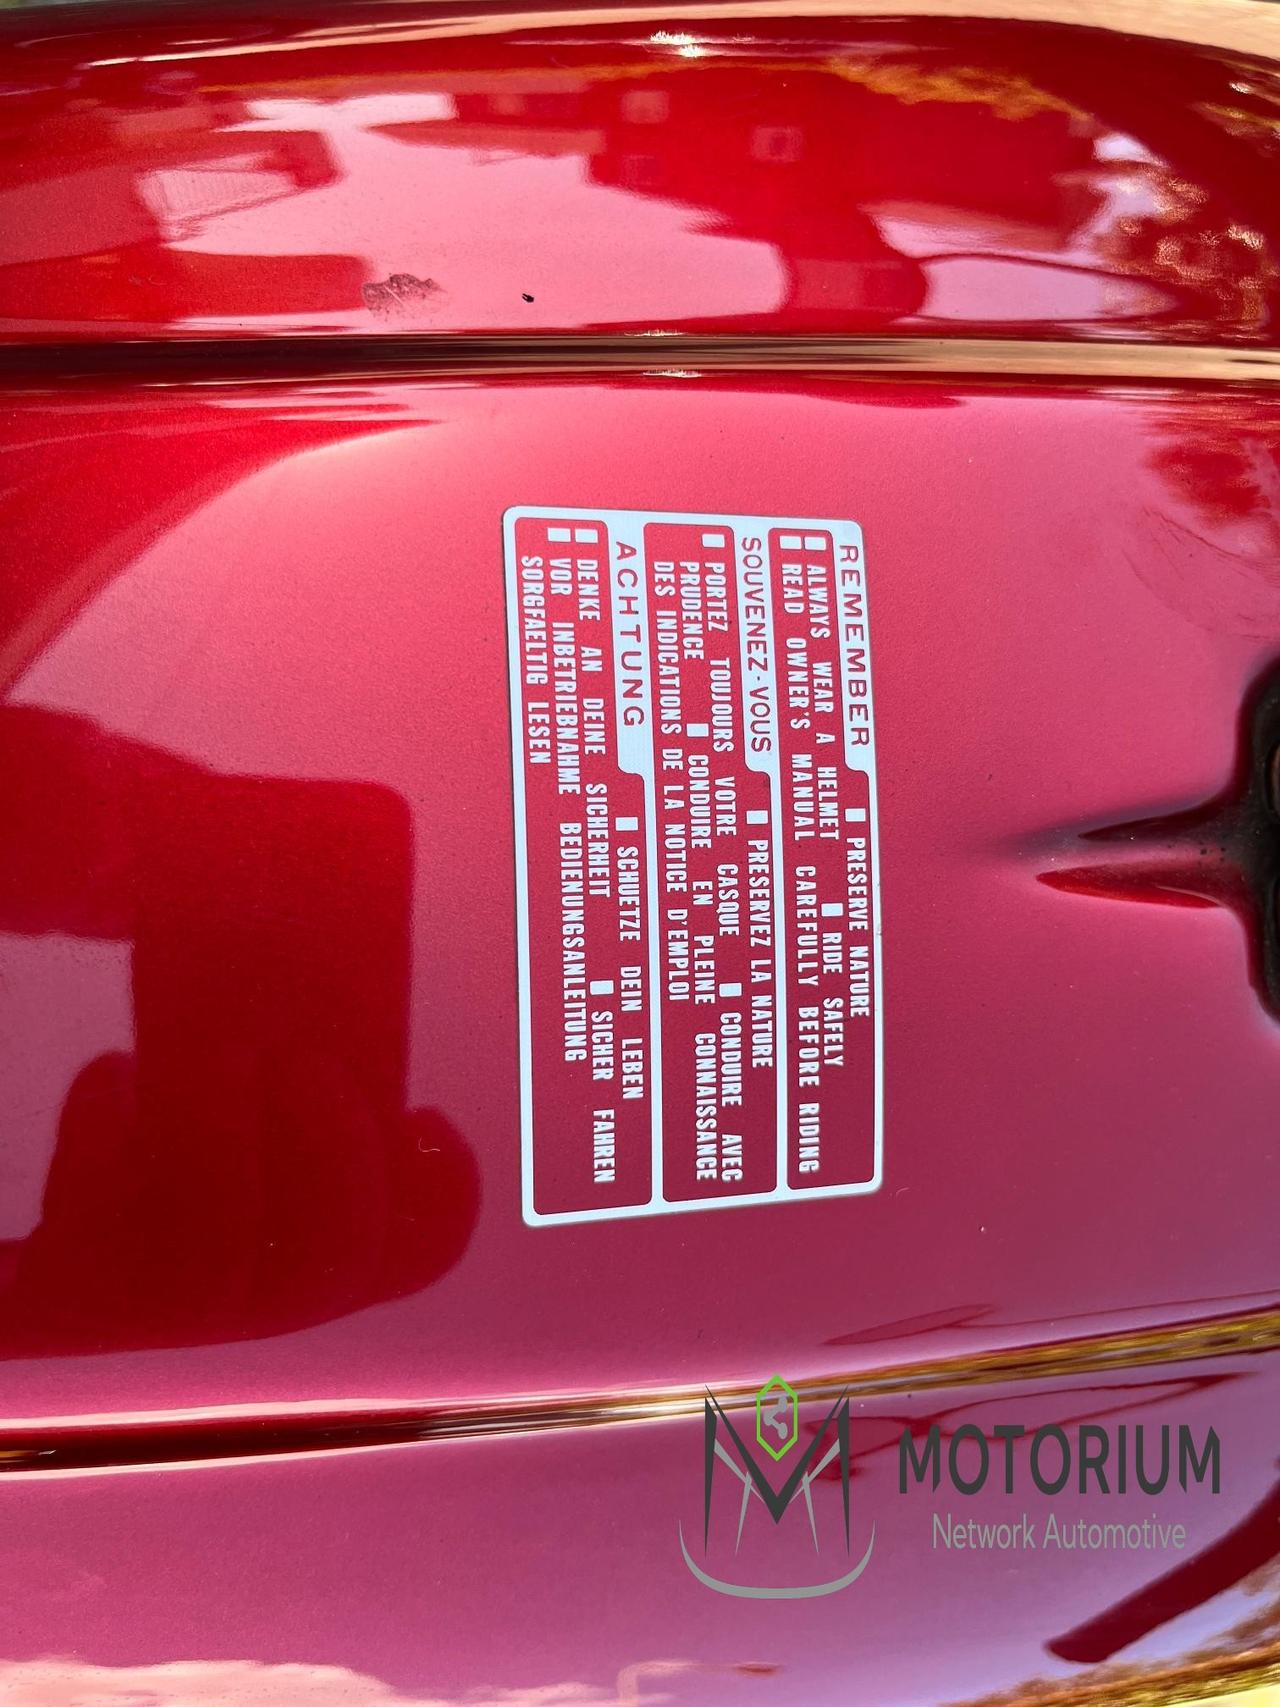 REMEMBER ■ PRESERVE NATURE
■ ALWAYS WEAR A HELMET ■ RIDE SAFELY
■ READ OWNER'S MANUAL CAREFULLY BEFORE RIDING
SOUVENEZ-VOUS ■ PRESERVEZ LA NATURE
■ PORTEZ TOUJOURS VOTRE CASQUE ■ CONDUIRE AVEC
PRUDENCE ■ CONDUIRE EN PLEINE CONNAISSANCE
DES INDICATIONS DE LA NOTICE D'EMPLOI
ACHTUNG ■ SCHUETZE DEIN LEBEN
■ DENKE AN DEINE SICHERHEIT ■ SICHER FAHREN
■ VOR INBETRIEBNAHME BEDIENUNGSANLEITUNG
SORGFAELTIG LESEN
MOTORIUM
Network Automotive